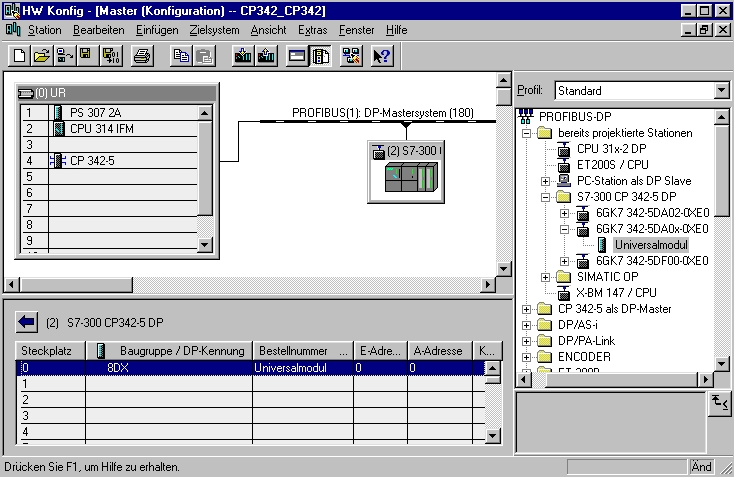 HW Konfig - [Master (Konfiguration) -- CP342_CP342]
Station Bearbeiten Einfügen Zielsystem Ansicht Extras Fenster Hilfe
(0) UR
1 PS 307 2A
2 CPU 314 IFM
3
4 CP 342-5
5
6
7
8
9
PROFIBUS(1): DP-Mastersystem (180)
(2) S7-300
Profil: Standard
PROFIBUS-DP
bereits projektierte Stationen
CPU 31x-2 DP
ET200S / CPU
PC-Station als DP Slave
S7-300 CP 342-5 DP
6GK7 342-5DA02-0XE0
6GK7 342-5DA0x-0XE0
Universalmodul
6GK7 342-5DF00-0XE0
SIMATIC OP
X-BM 147 / CPU
CP 342-5 als DP-Master
DP/AS-i
DP/PA-Link
ENCODER
ET 200B
(2) S7-300 CP342-5 DP
Steckplatz Baugruppe / DP-Kennung Bestellnummer ... E-Adre... A-Adresse K...
0 8DX Universalmodul 0 0
1
2
3
4
Drücken Sie F1, um Hilfe zu erhalten.
Änd